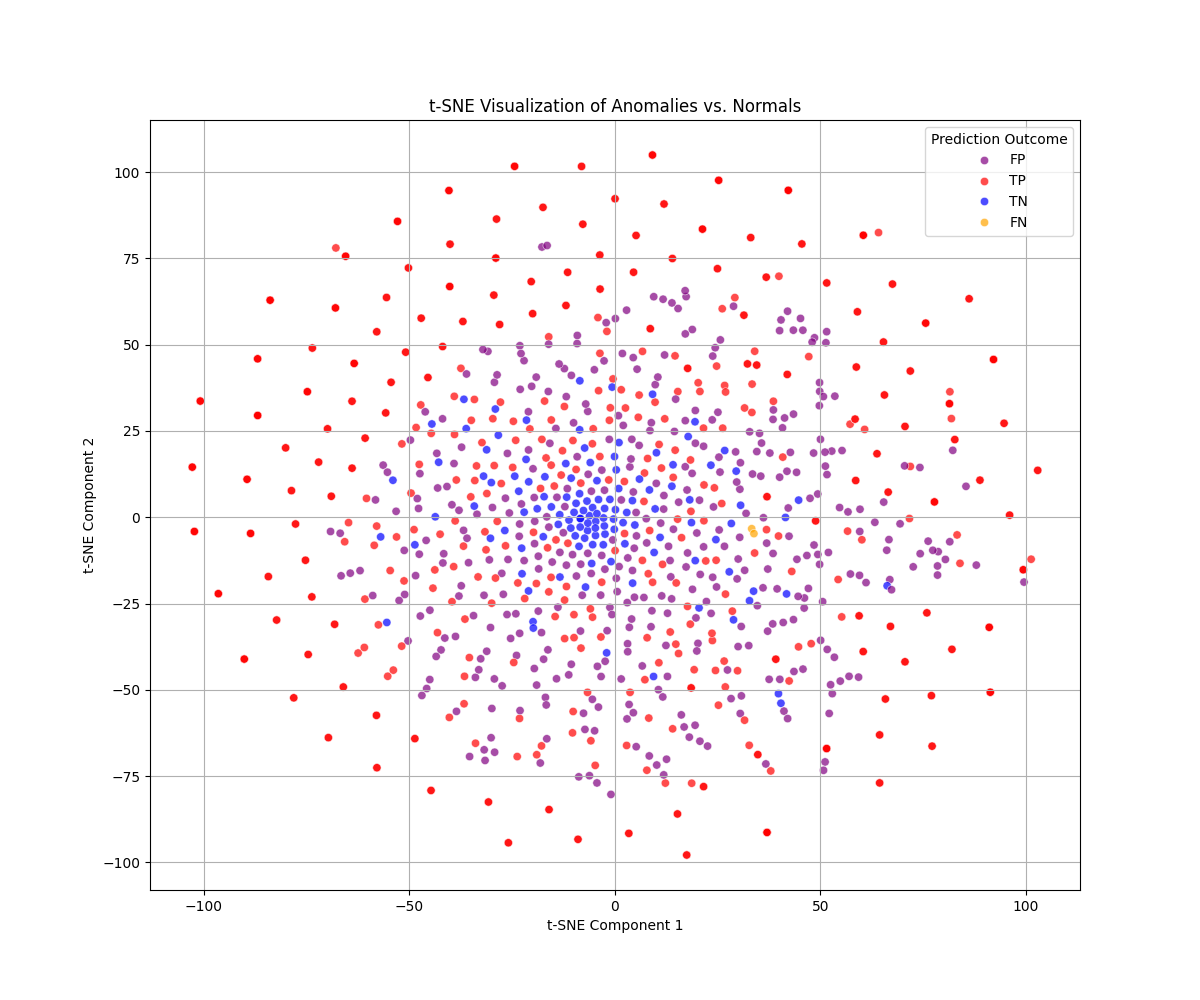 t-SNE Visualization of Anomalies vs. Normals
Prediction Outcome
FP
TP
TN
FN
100
75
50
25
0
−25
−50
−75
−100
t-SNE Component 2
−100
−50
0
50
100
t-SNE Component 1